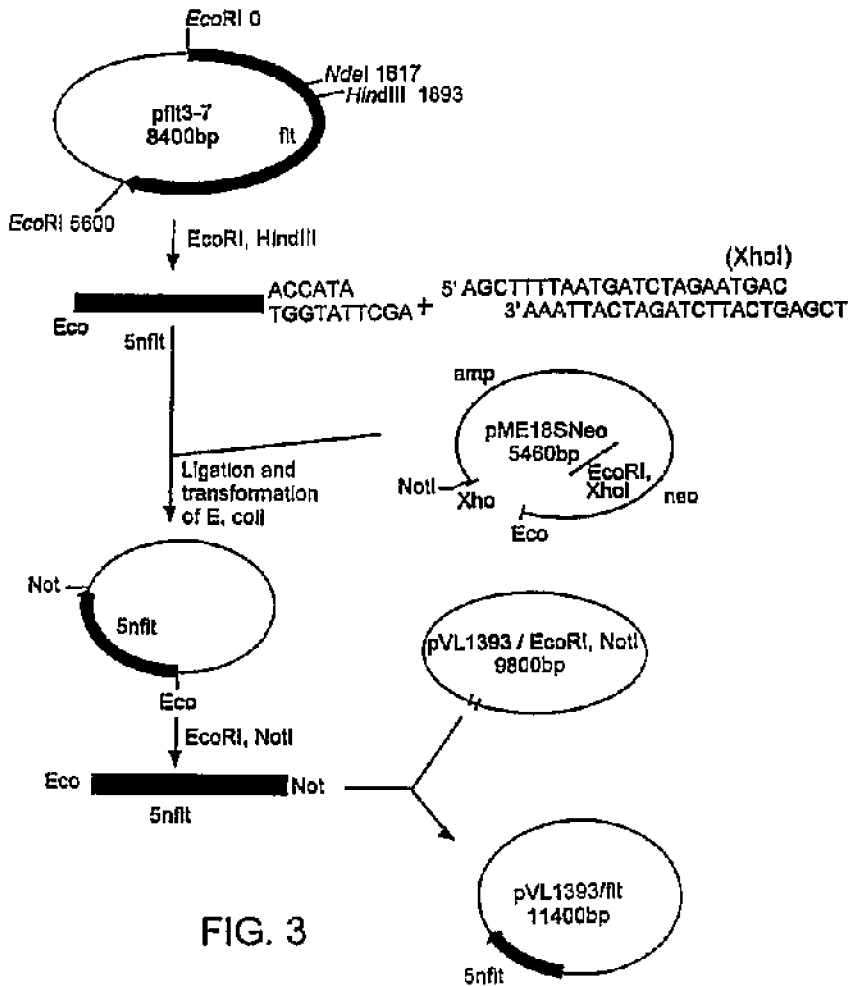 EcoRI 0
NdeI 1617
HindIII 1893
pflt3-7
8400bp
flt
EcoRI 5600
EcoRI, HindIII
(XhoI)
ACCATA
TGGTATTCGA
+
5' AGCTTTTAATGATCTAGAATGAC
3' AAATTACTAGATCTTACTGAGCT
Eco
5nflt
amp
pME18SNeo
5460bp
EcoRI,
XhoI
NotI
Xho
neo
Eco
Ligation and
transformation
of E. coli
Not
5nflt
Eco
pVL1393 / EcoRI, NotI
9800bp
EcoRI, NotI
Eco
Not
5nflt
pVL1393/flt
11400bp
5nflt
FIG. 3